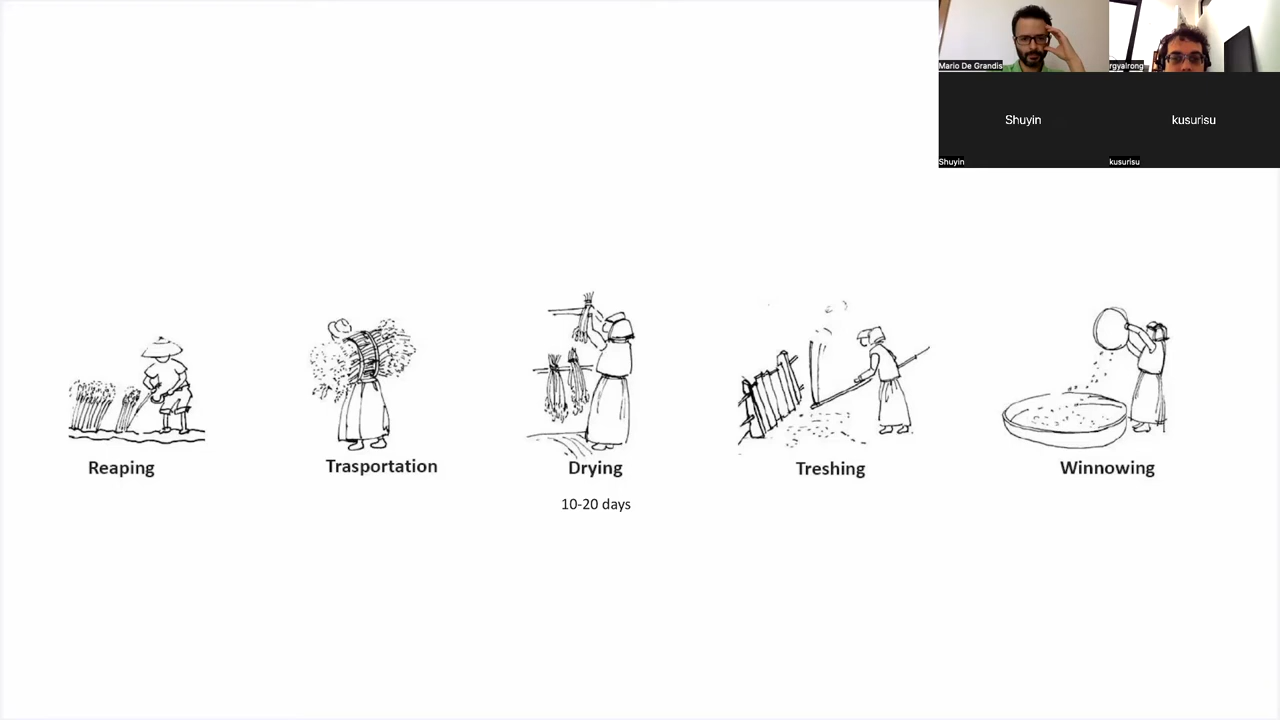 Mario De Grandis
rgyalrong
Shuyin
kusurisu
Shuyin
kusurisu
Reaping
Trasportation
Drying
Treshing
Winnowing
10-20 days